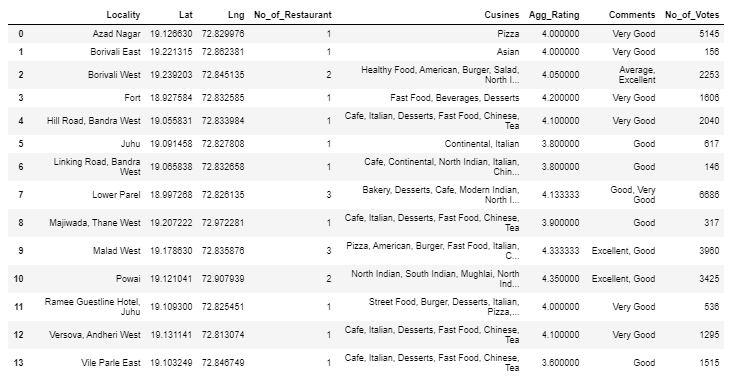 Locality Lat Lng No_of_Restaurant Cusines Agg_Rating Comments No_of_Votes
0 Azad Nagar 19.126630 72.829976 1 Pizza 4.000000 Very Good 5145
1 Borivali East 19.221315 72.862381 1 Asian 4.000000 Very Good 156
2 Borivali West 19.239203 72.845135 2 Healthy Food, American, Burger, Salad, North I... 4.050000 Average, Excellent 2253
3 Fort 18.927584 72.832585 1 Fast Food, Beverages, Desserts 4.200000 Very Good 1606
4 Hill Road, Bandra West 19.055831 72.833984 1 Cafe, Italian, Desserts, Fast Food, Chinese, Tea 4.100000 Very Good 2040
5 Juhu 19.091458 72.827808 1 Continental, Italian 3.800000 Good 617
6 Linking Road, Bandra West 19.065838 72.832658 1 Cafe, Continental, North Indian, Italian, Chin... 3.800000 Good 146
7 Lower Parel 18.997268 72.826135 3 Bakery, Desserts, Cafe, Modern Indian, North I... 4.133333 Good, Very Good 6686
8 Majiwada, Thane West 19.207222 72.972281 1 Cafe, Italian, Desserts, Fast Food, Chinese, Tea 3.900000 Good 317
9 Malad West 19.178630 72.835876 3 Pizza, American, Burger, Fast Food, Italian, C... 4.333333 Excellent, Good 3960
10 Powai 19.121041 72.907939 2 North Indian, South Indian, Mughlai, North Ind... 4.350000 Excellent, Good 3425
11 Ramee Guestline Hotel, Juhu 19.109300 72.825451 1 Street Food, Burger, Desserts, Italian, Pizza,... 4.000000 Very Good 536
12 Versova, Andheri West 19.131141 72.813074 1 Cafe, Italian, Desserts, Fast Food, Chinese, Tea 4.100000 Very Good 1295
13 Vile Parle East 19.103249 72.846749 1 Cafe, Italian, Desserts, Fast Food, Chinese, Tea 3.600000 Good 1515